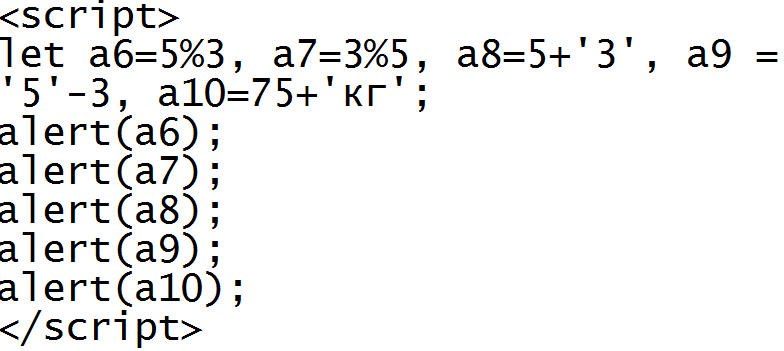 <script>
let a6=5%3, a7=3%5, a8=5+'3', a9 =
'5'-3, a10=75+'кг';
alert(a6);
alert(a7);
alert(a8);
alert(a9);
alert(a10);
</script>